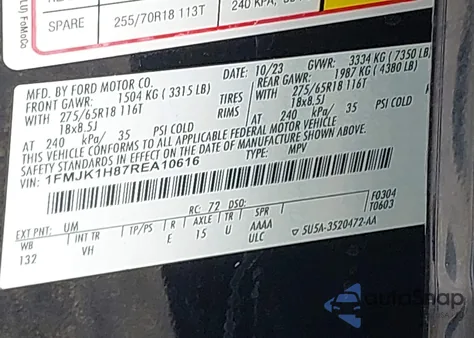 (LU) FoMoCo
SPARE 255/70R18 113T 240 KPA,
MFD. BY FORD MOTOR CO.
DATE: 10/23 GVWR: 3334 KG (7350 LB)
FRONT GAWR: 1504 KG (3315 LB) REAR GAWR: 1987 KG (4380 LB)
WITH 275/65R18 116T TIRES WITH 275/65R18 116T
18x8.5J RIMS 18x8.5J
AT 240 kPa/ 35 PSI COLD AT 240 kPa/ 35 PSI COLD
THIS VEHICLE CONFORMS TO ALL APPLICABLE FEDERAL MOTOR VEHICLE
SAFETY STANDARDS IN EFFECT ON THE DATE OF MANUFACTURE SHOWN ABOVE.
1FMJK1H87REA10616 TYPE: MPV
F0304
T0603
EXT PNT: UM RC: 72 DSO:
WB INT TR TP/PS R AXLE TR SPR
132 VH E 15 U AAAA
ULC
5U5A-3520472-AA
AutoSnap